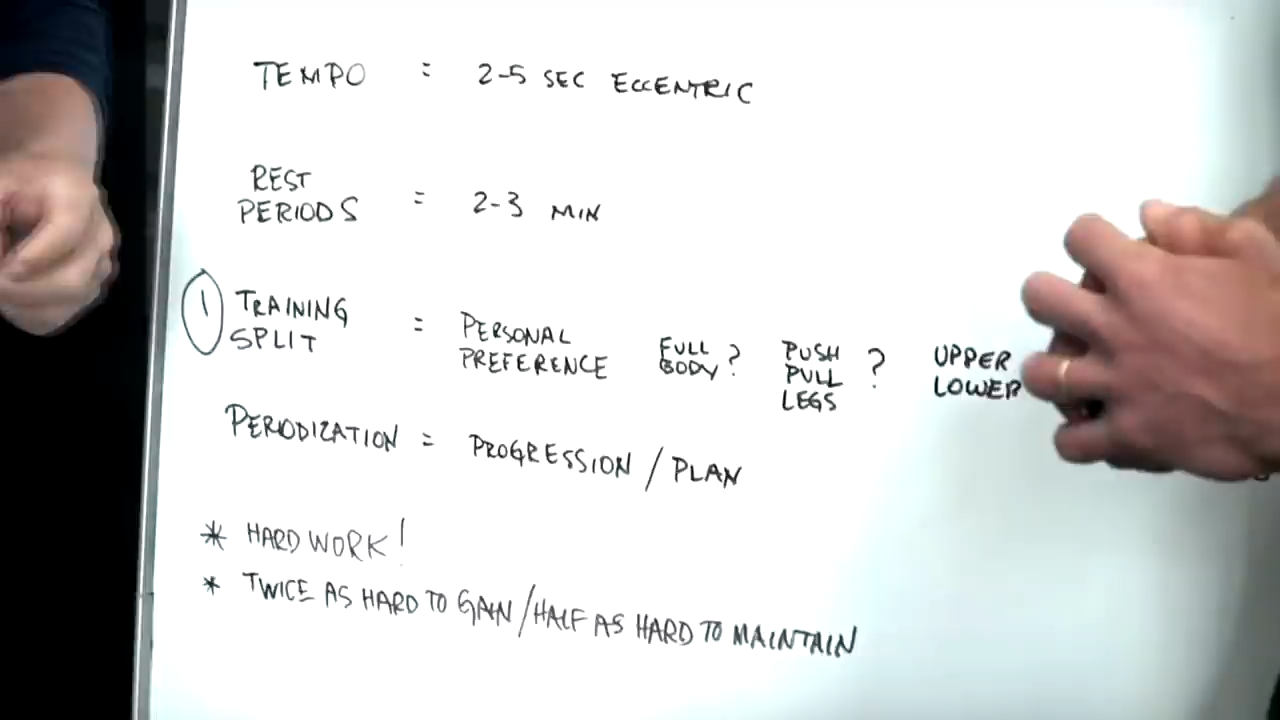 TEMPO = 2-5 SEC ECCENTRIC
REST
PERIODS = 2-3 MIN
1 TRAINING
SPLIT = PERSONAL
PREFERENCE FULL
BODY? PUSH
PULL
LEGS ? UPPER
LOWER
PERIODIZATION = PROGRESSION / PLAN
* HARD WORK!
* TWICE AS HARD TO GAIN / HALF AS HARD TO MAINTAIN